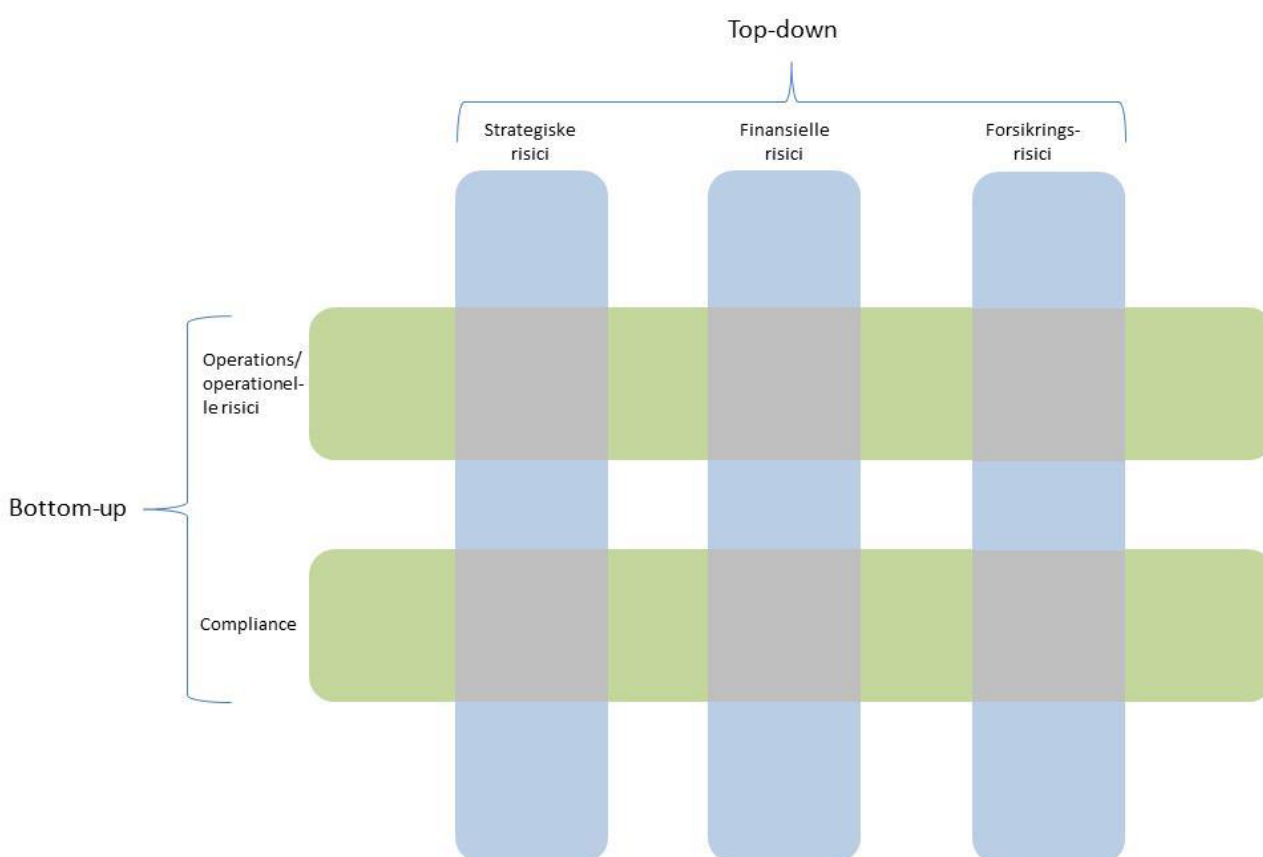 Top-down
Strategiske
risici
Finansielle
risici
Forsikrings-
risici
Operations/
operationel-
le risici
Bottom-up
Compliance